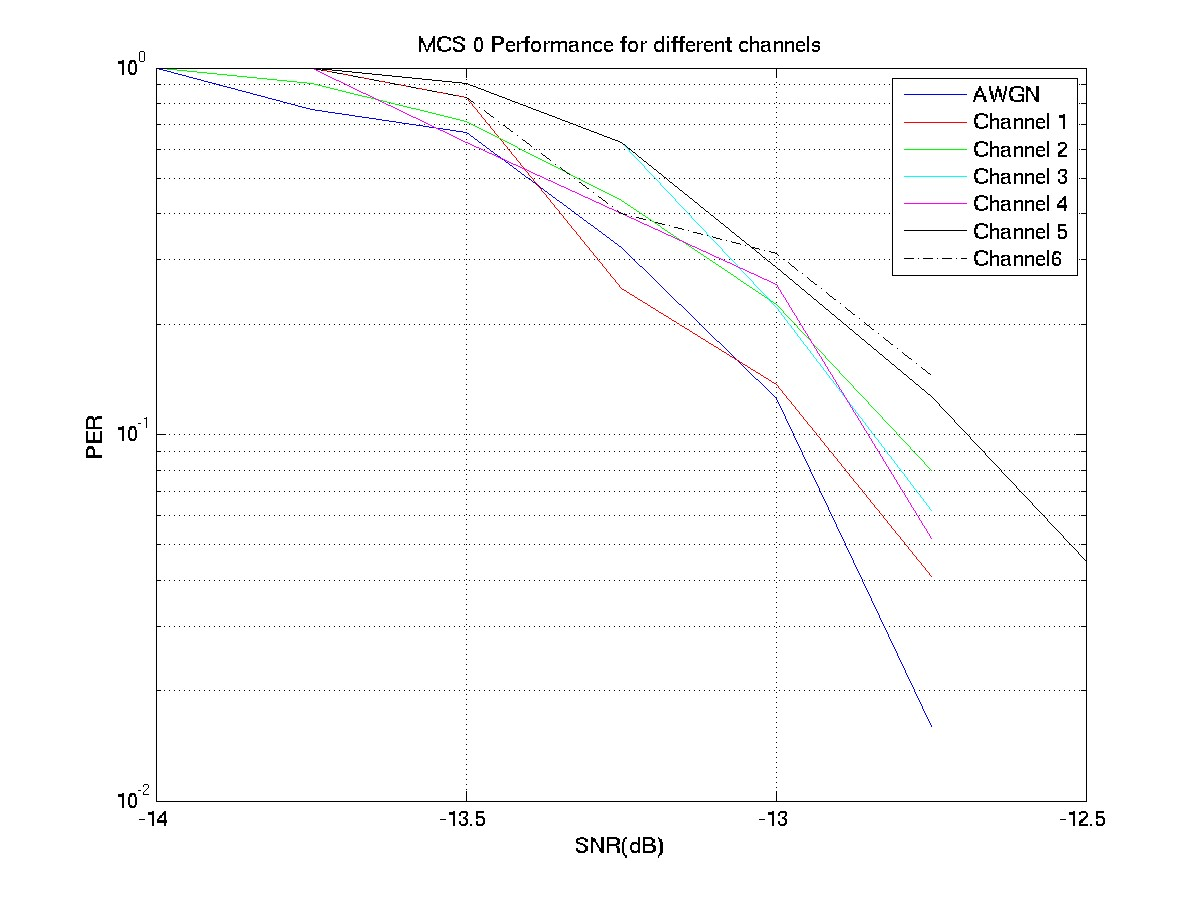 MCS 0 Performance for different channels
10^0
AWGN
Channel 1
Channel 2
Channel 3
Channel 4
Channel 5
Channel6
PER
10^-1
10^-2
-14
-13.5
-13
-12.5
SNR(dB)